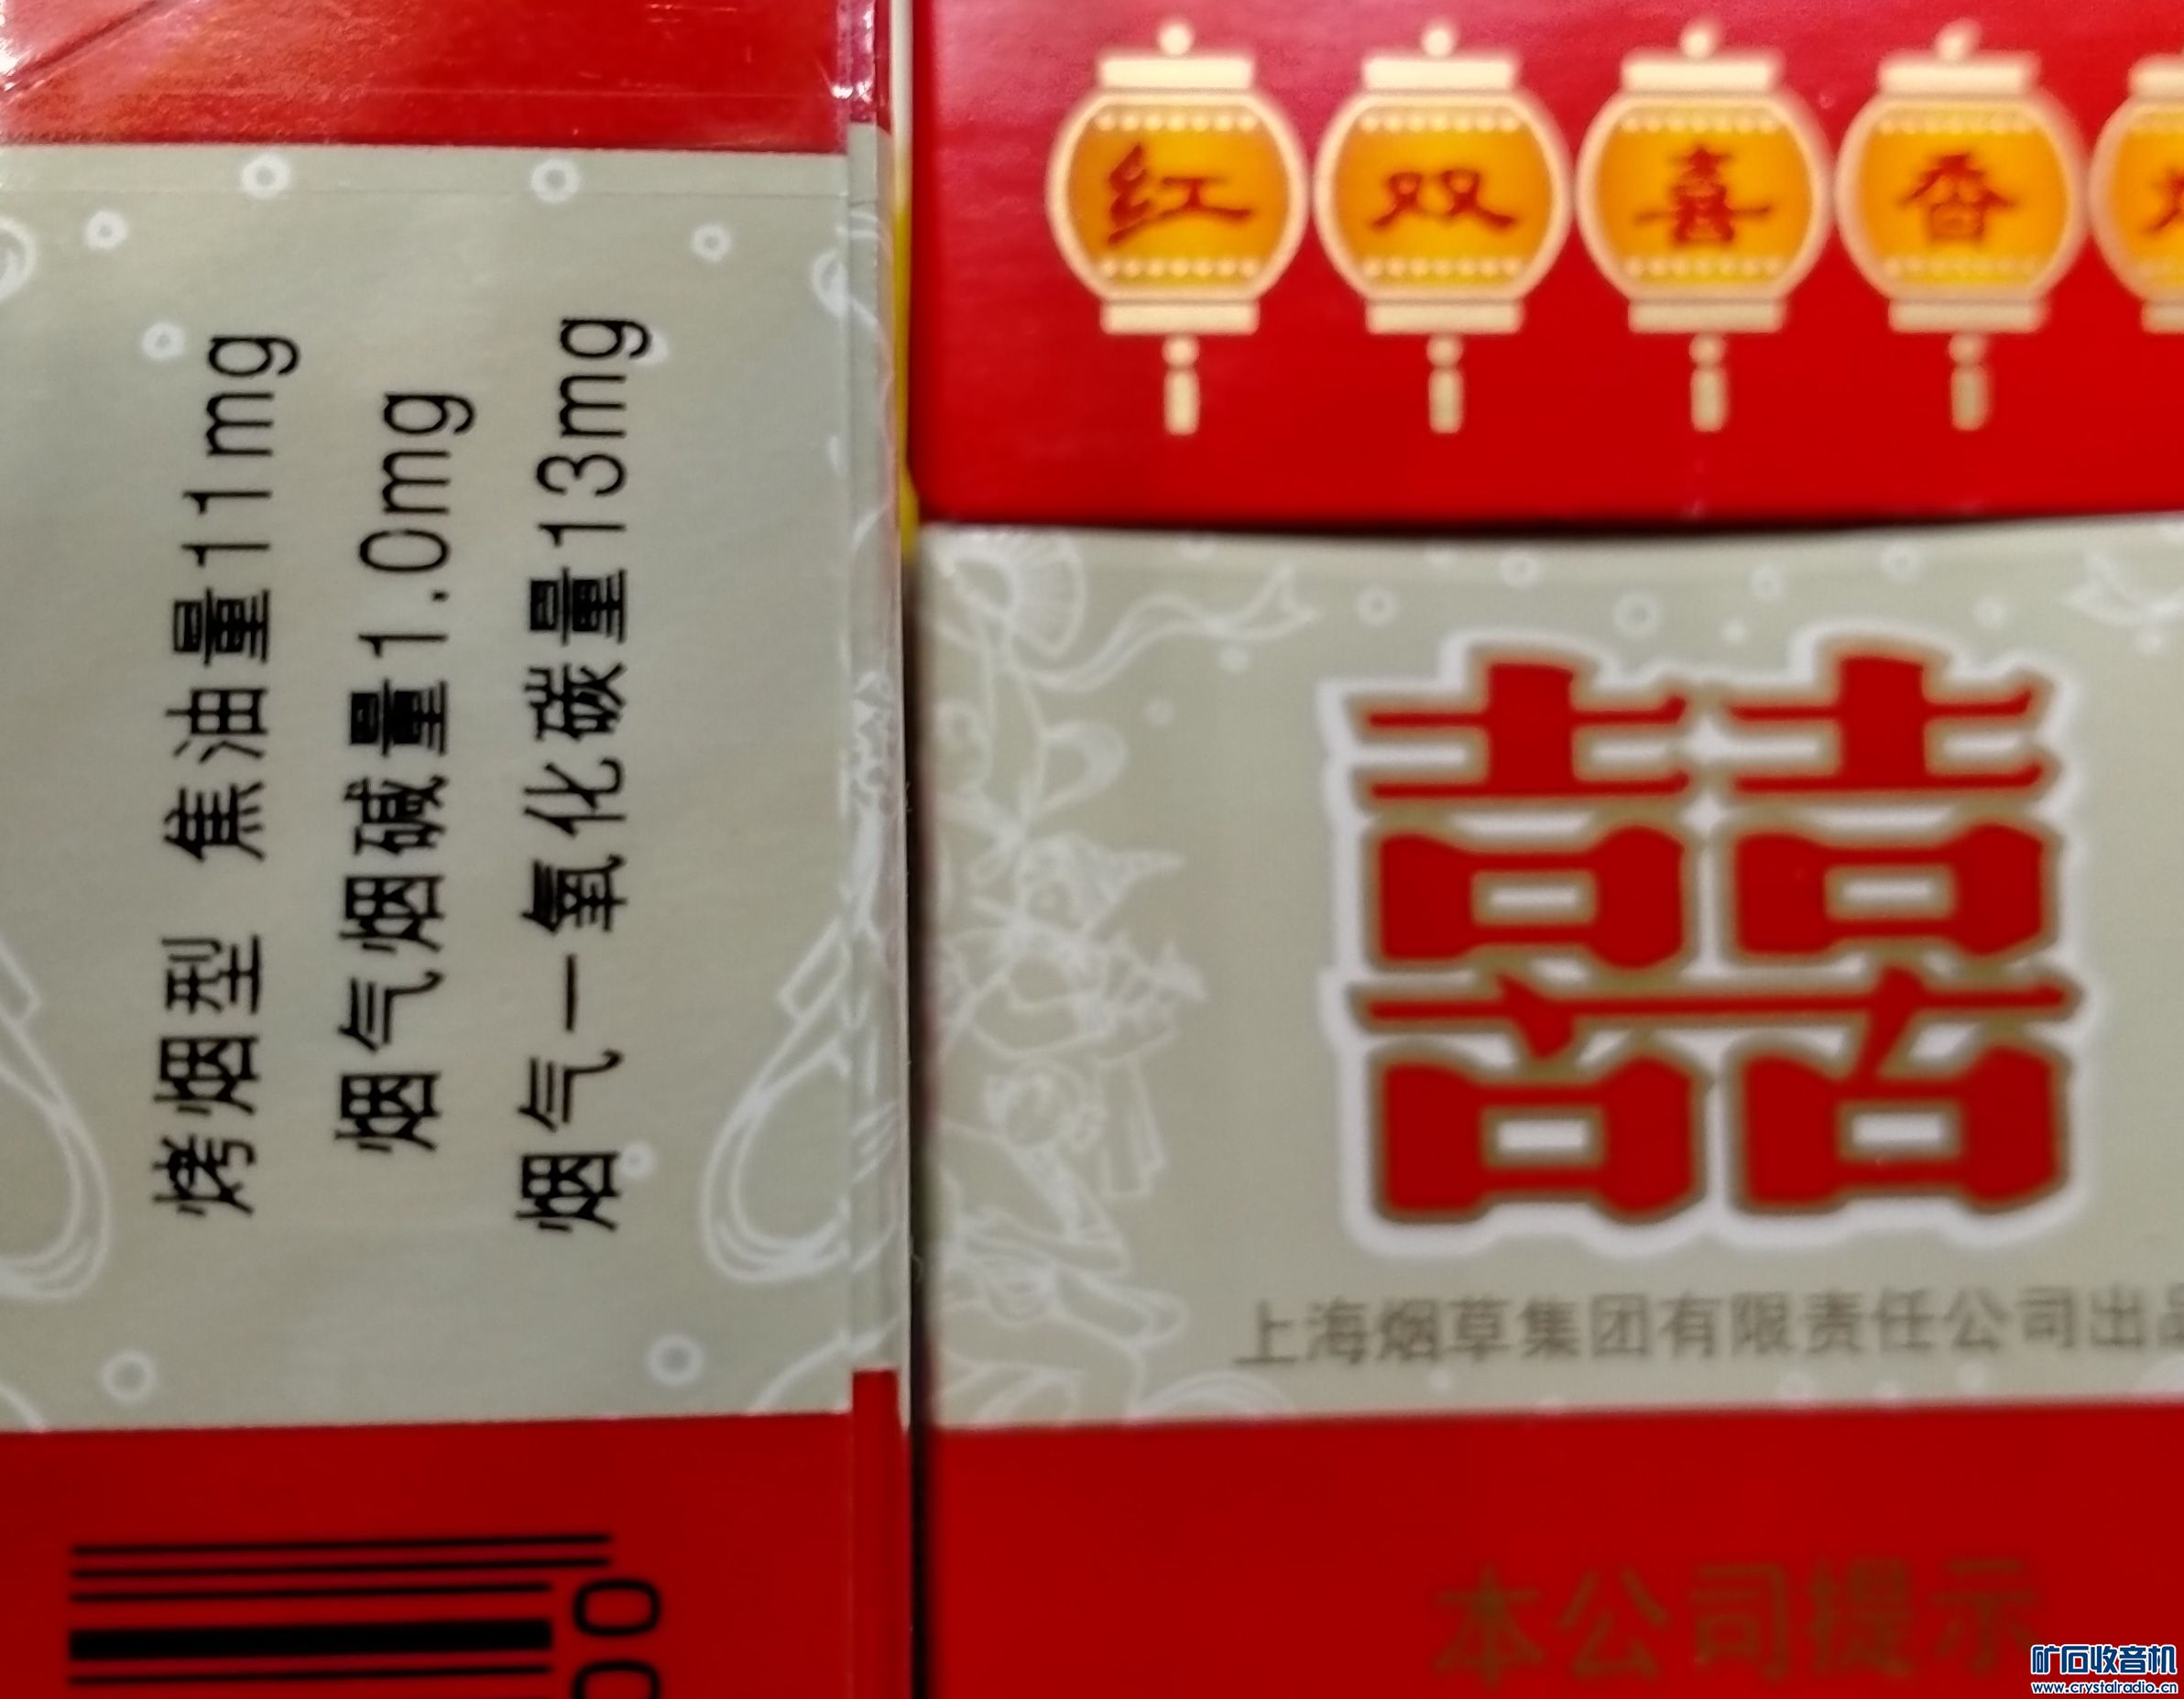 烤烟型 焦油量11mg
烟气烟碱量1.0mg
烟气一氧化碳量13mg
红双喜香
囍
上海烟草集团有限责任公司出品
本公司提示
矿石收音机
www.crystalradio.cn